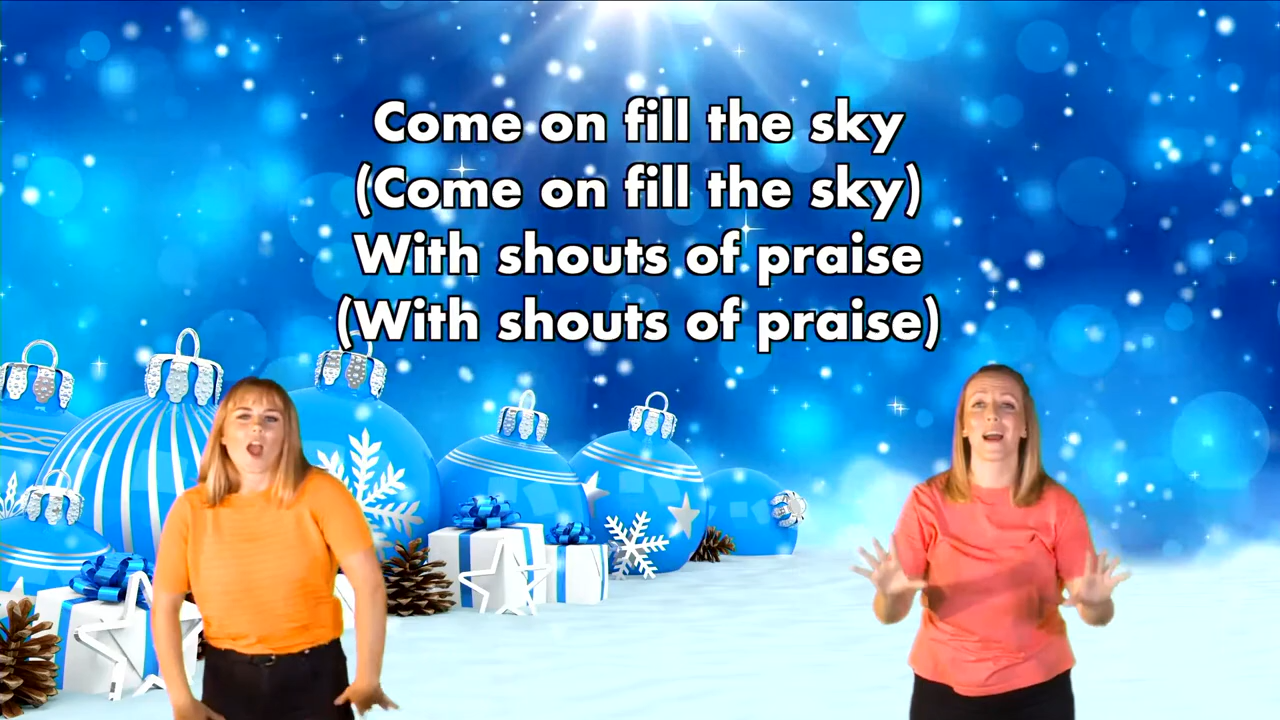 Come on fill the sky
(Come on fill the sky)
With shouts of praise
(With shouts of praise)